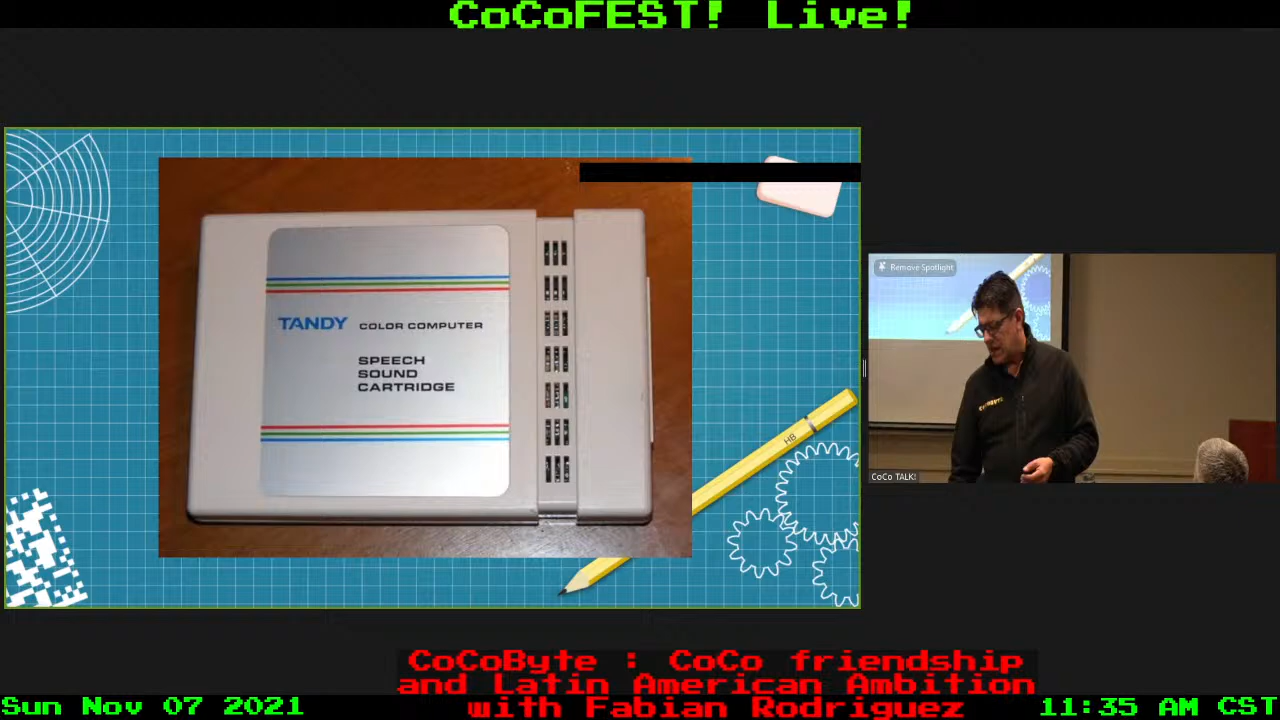 CoCoFEST! Live!
TANDY COLOR COMPUTER
SPEECH
SOUND
CARTRIDGE
HB
Remove Spotlight
CoCo TALK!
CoCoByte : CoCo friendship
and Latin American Ambition
with Fabian Rodriguez
Sun Nov 07 2021
11:35 AM CST